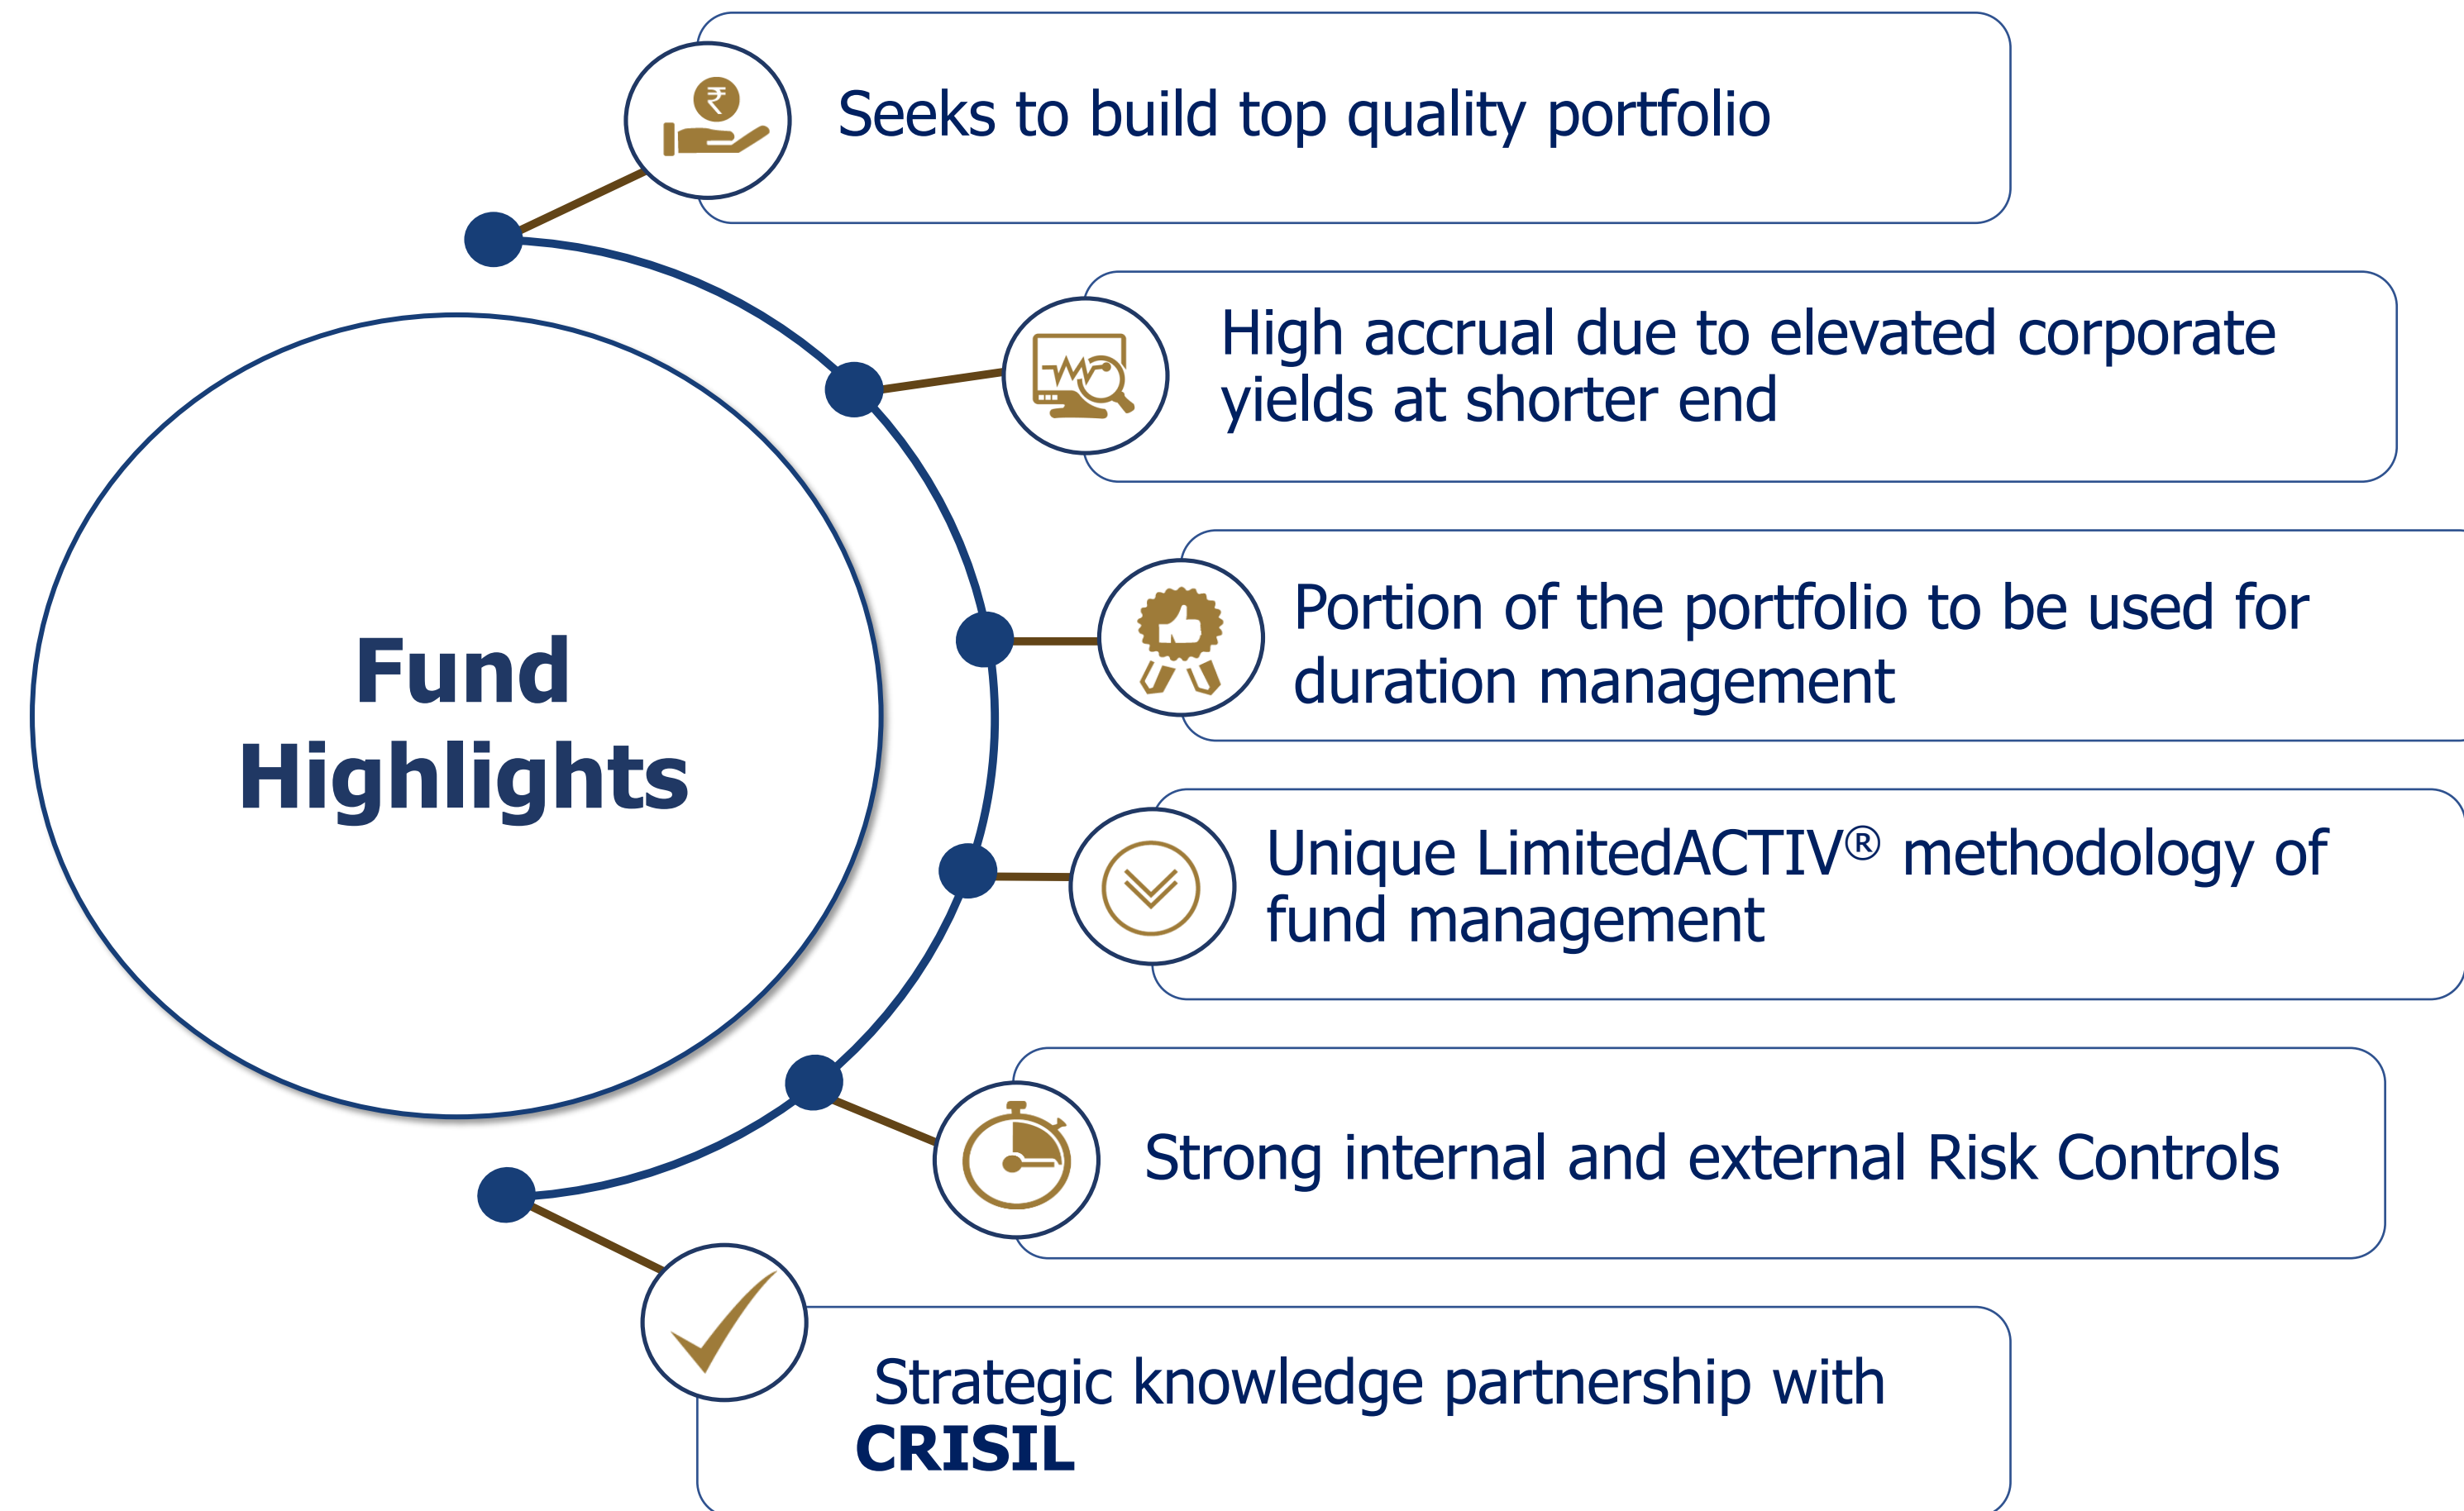 Fund
Highlights
Seeks to build top quality portfolio
High accrual due to elevated corporate
yields at shorter end
Portion of the portfolio to be used for
duration management
Unique LimitedACTIV® methodology of
fund management
Strong internal and external Risk Controls
Strategic knowledge partnership with
CRISIL